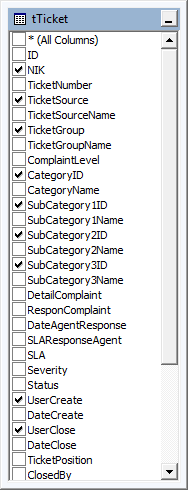 tTicket
* (All Columns)
ID
NIK
TicketNumber
TicketSource
TicketSourceName
TicketGroup
TicketGroupName
ComplaintLevel
CategoryID
CategoryName
SubCategory1ID
SubCategory1Name
SubCategory2ID
SubCategory2Name
SubCategory3ID
SubCategory3Name
DetailComplaint
ResponComplaint
DateAgentResponse
SLAResponseAgent
SLA
Severity
Status
UserCreate
DateCreate
UserClose
DateClose
TicketPosition
ClosedBy